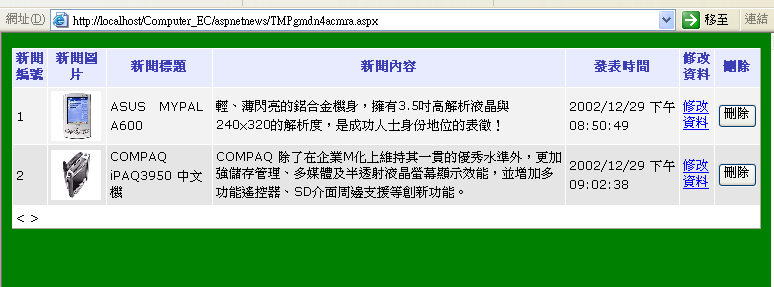 網址(D) http://localhost/Computer_EC/aspnetnews/TMPgmdn4acmra.aspx 移至 連結
新聞編號 新聞圖片 新聞標題 新聞內容 發表時間 修改資料 刪除
1
ASUS MYPAL
A600
輕、薄閃亮的鋁合金機身，擁有3.5吋高解析液晶與
240x320的解析度，是成功人士身份地位的表徵！
2002/12/29 下午
08:50:49
修改
資料
刪除
2
COMPAQ
iPAQ3950 中文
機
COMPAQ 除了在企業M化上維持其一貫的優秀水準外，更加
強儲存管理、多媒體及半透射液晶螢幕顯示效能，並增加多
功能遙控器、SD介面周邊支援等創新功能。
2002/12/29 下午
09:02:38
修改
資料
刪除
< >